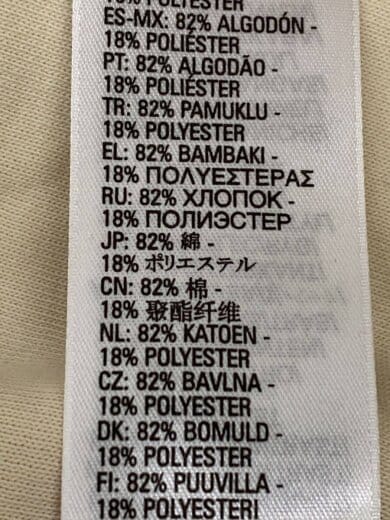 18% POLYESTER
ES-MX: 82% ALGODÓN -
18% POLIÉSTER
PT: 82% ALGODÃO -
18% POLIÉSTER
TR: 82% PAMUKLU -
18% POLYESTER
EL: 82% ΒΑΜΒΑΚΙ -
18% ΠΟΛΥΕΣΤΕΡΑΣ
RU: 82% ХЛОПОК -
18% ПОЛИЭСТЕР
JP: 82% 綿 -
18% ポリエステル
CN: 82% 棉 -
18% 聚酯纤维
NL: 82% KATOEN -
18% POLYESTER
CZ: 82% BAVLNA -
18% POLYESTER
DK: 82% BOMULD -
18% POLYESTER
FI: 82% PUUVILLA -
18% POLYESTERI